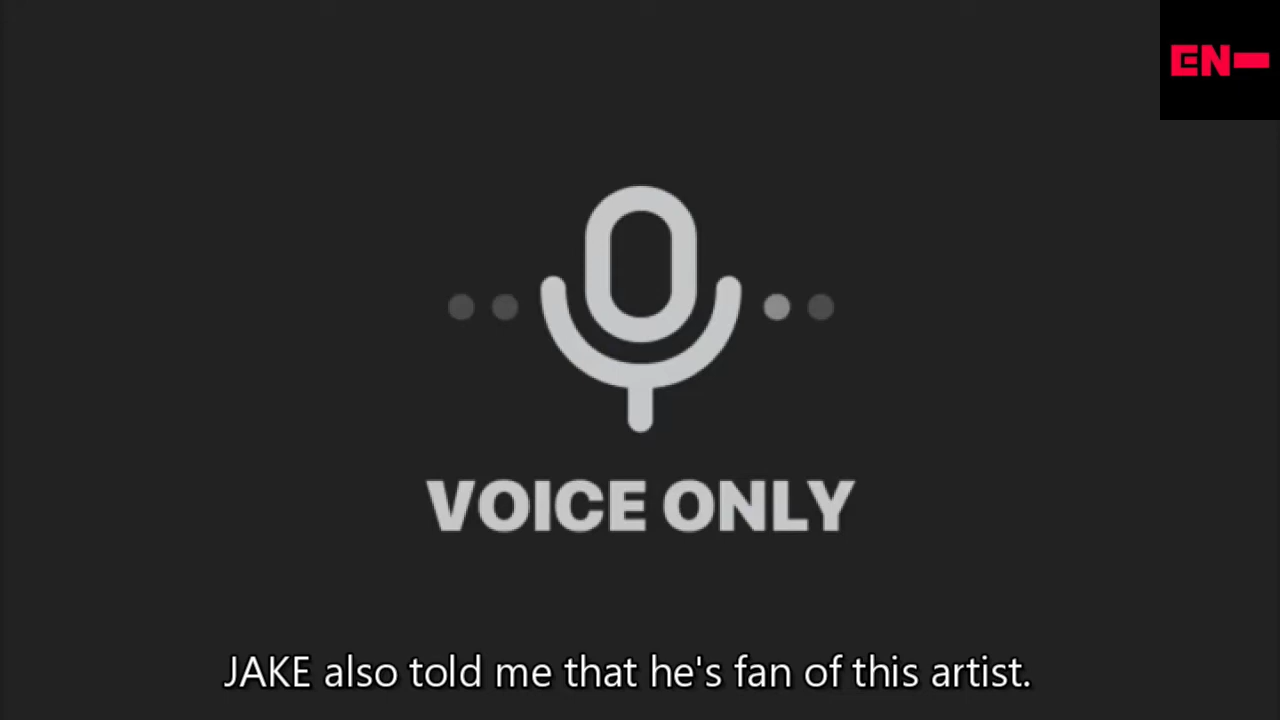 EN-
VOICE ONLY
JAKE also told me that he's fan of this artist.